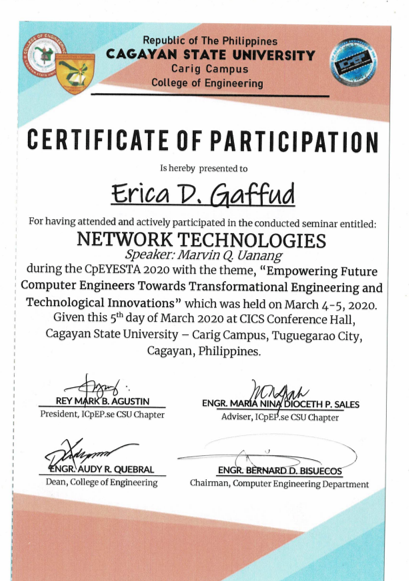 Republic of The Philippines
CAGAYAN STATE UNIVERSITY
Carig Campus
College of Engineering
CERTIFICATE OF PARTICIPATION
Is hereby presented to
Erica D. Gaffud
For having attended and actively participated in the conducted seminar entitled:
NETWORK TECHNOLOGIES
Speaker: Marvin Q. Uanang
during the CpEYESTA 2020 with the theme, “Empowering Future
Computer Engineers Towards Transformational Engineering and
Technological Innovations” which was held on March 4-5, 2020.
Given this 5th day of March 2020 at CICS Conference Hall,
Cagayan State University – Carig Campus, Tuguegarao City,
Cagayan, Philippines.
REY MARK B. AGUSTIN
President, ICpEP.se CSU Chapter
ENGR. MARIA NINA DIOCETH P. SALES
Adviser, ICpEP.se CSU Chapter
ENGR. AUDY R. QUEBRAL
Dean, College of Engineering
ENGR. BERNARD D. BISUECOS
Chairman, Computer Engineering Department